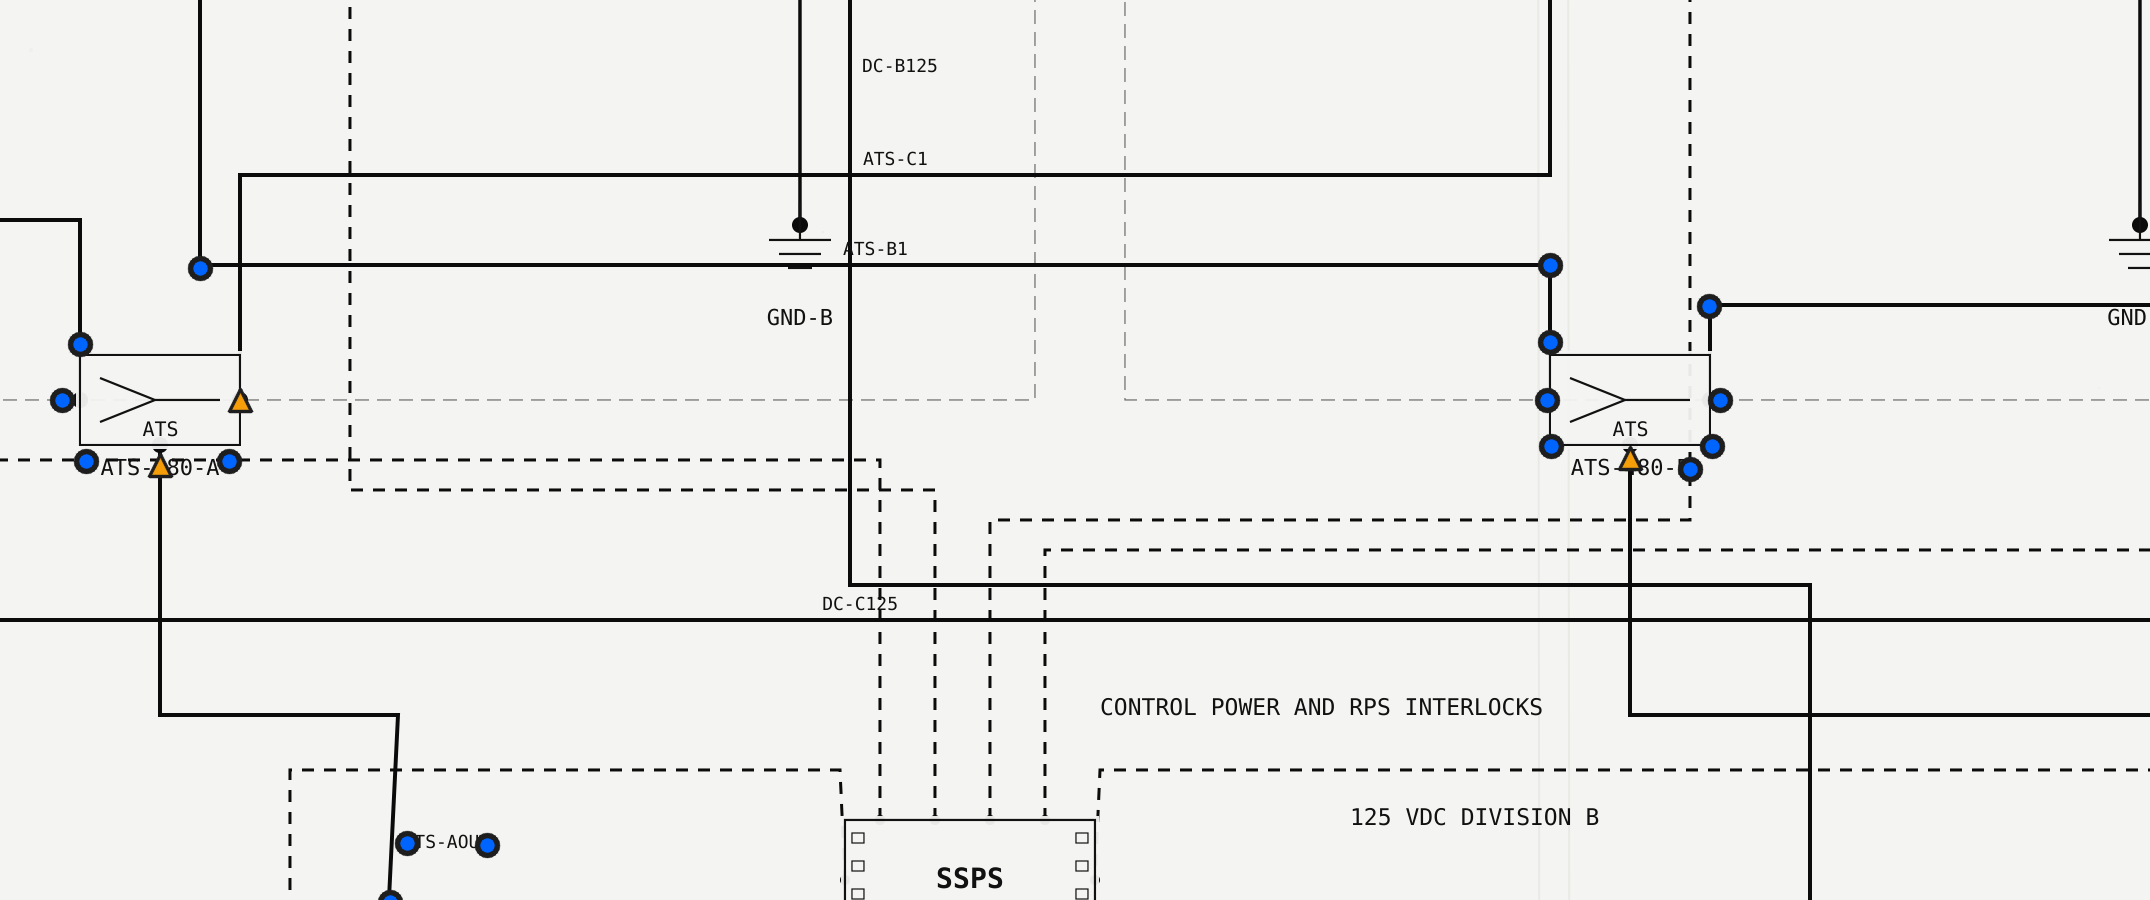 DC-B125
ATS-C1
ATS-B1
GND-B
GND
ATS
ATS
DC-C125
CONTROL POWER AND RPS INTERLOCKS
125 VDC DIVISION B
SSPS